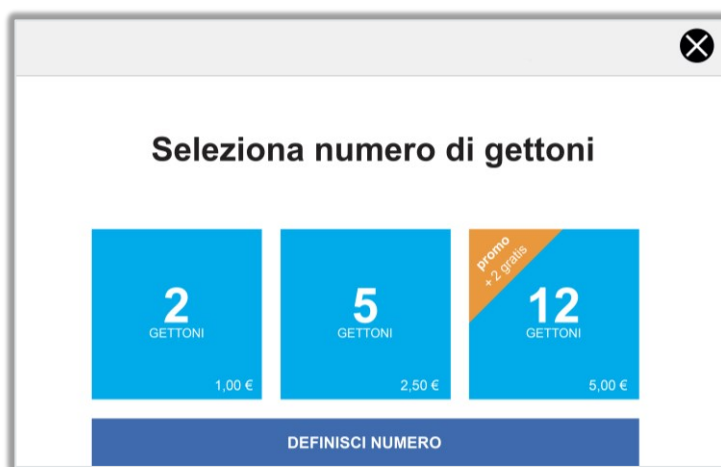 Seleziona numero di gettoni
2
GETTONI
1,00 €
5
GETTONI
2,50 €
promo
+ 2 gratis
12
GETTONI
5,00 €
DEFINISCI NUMERO